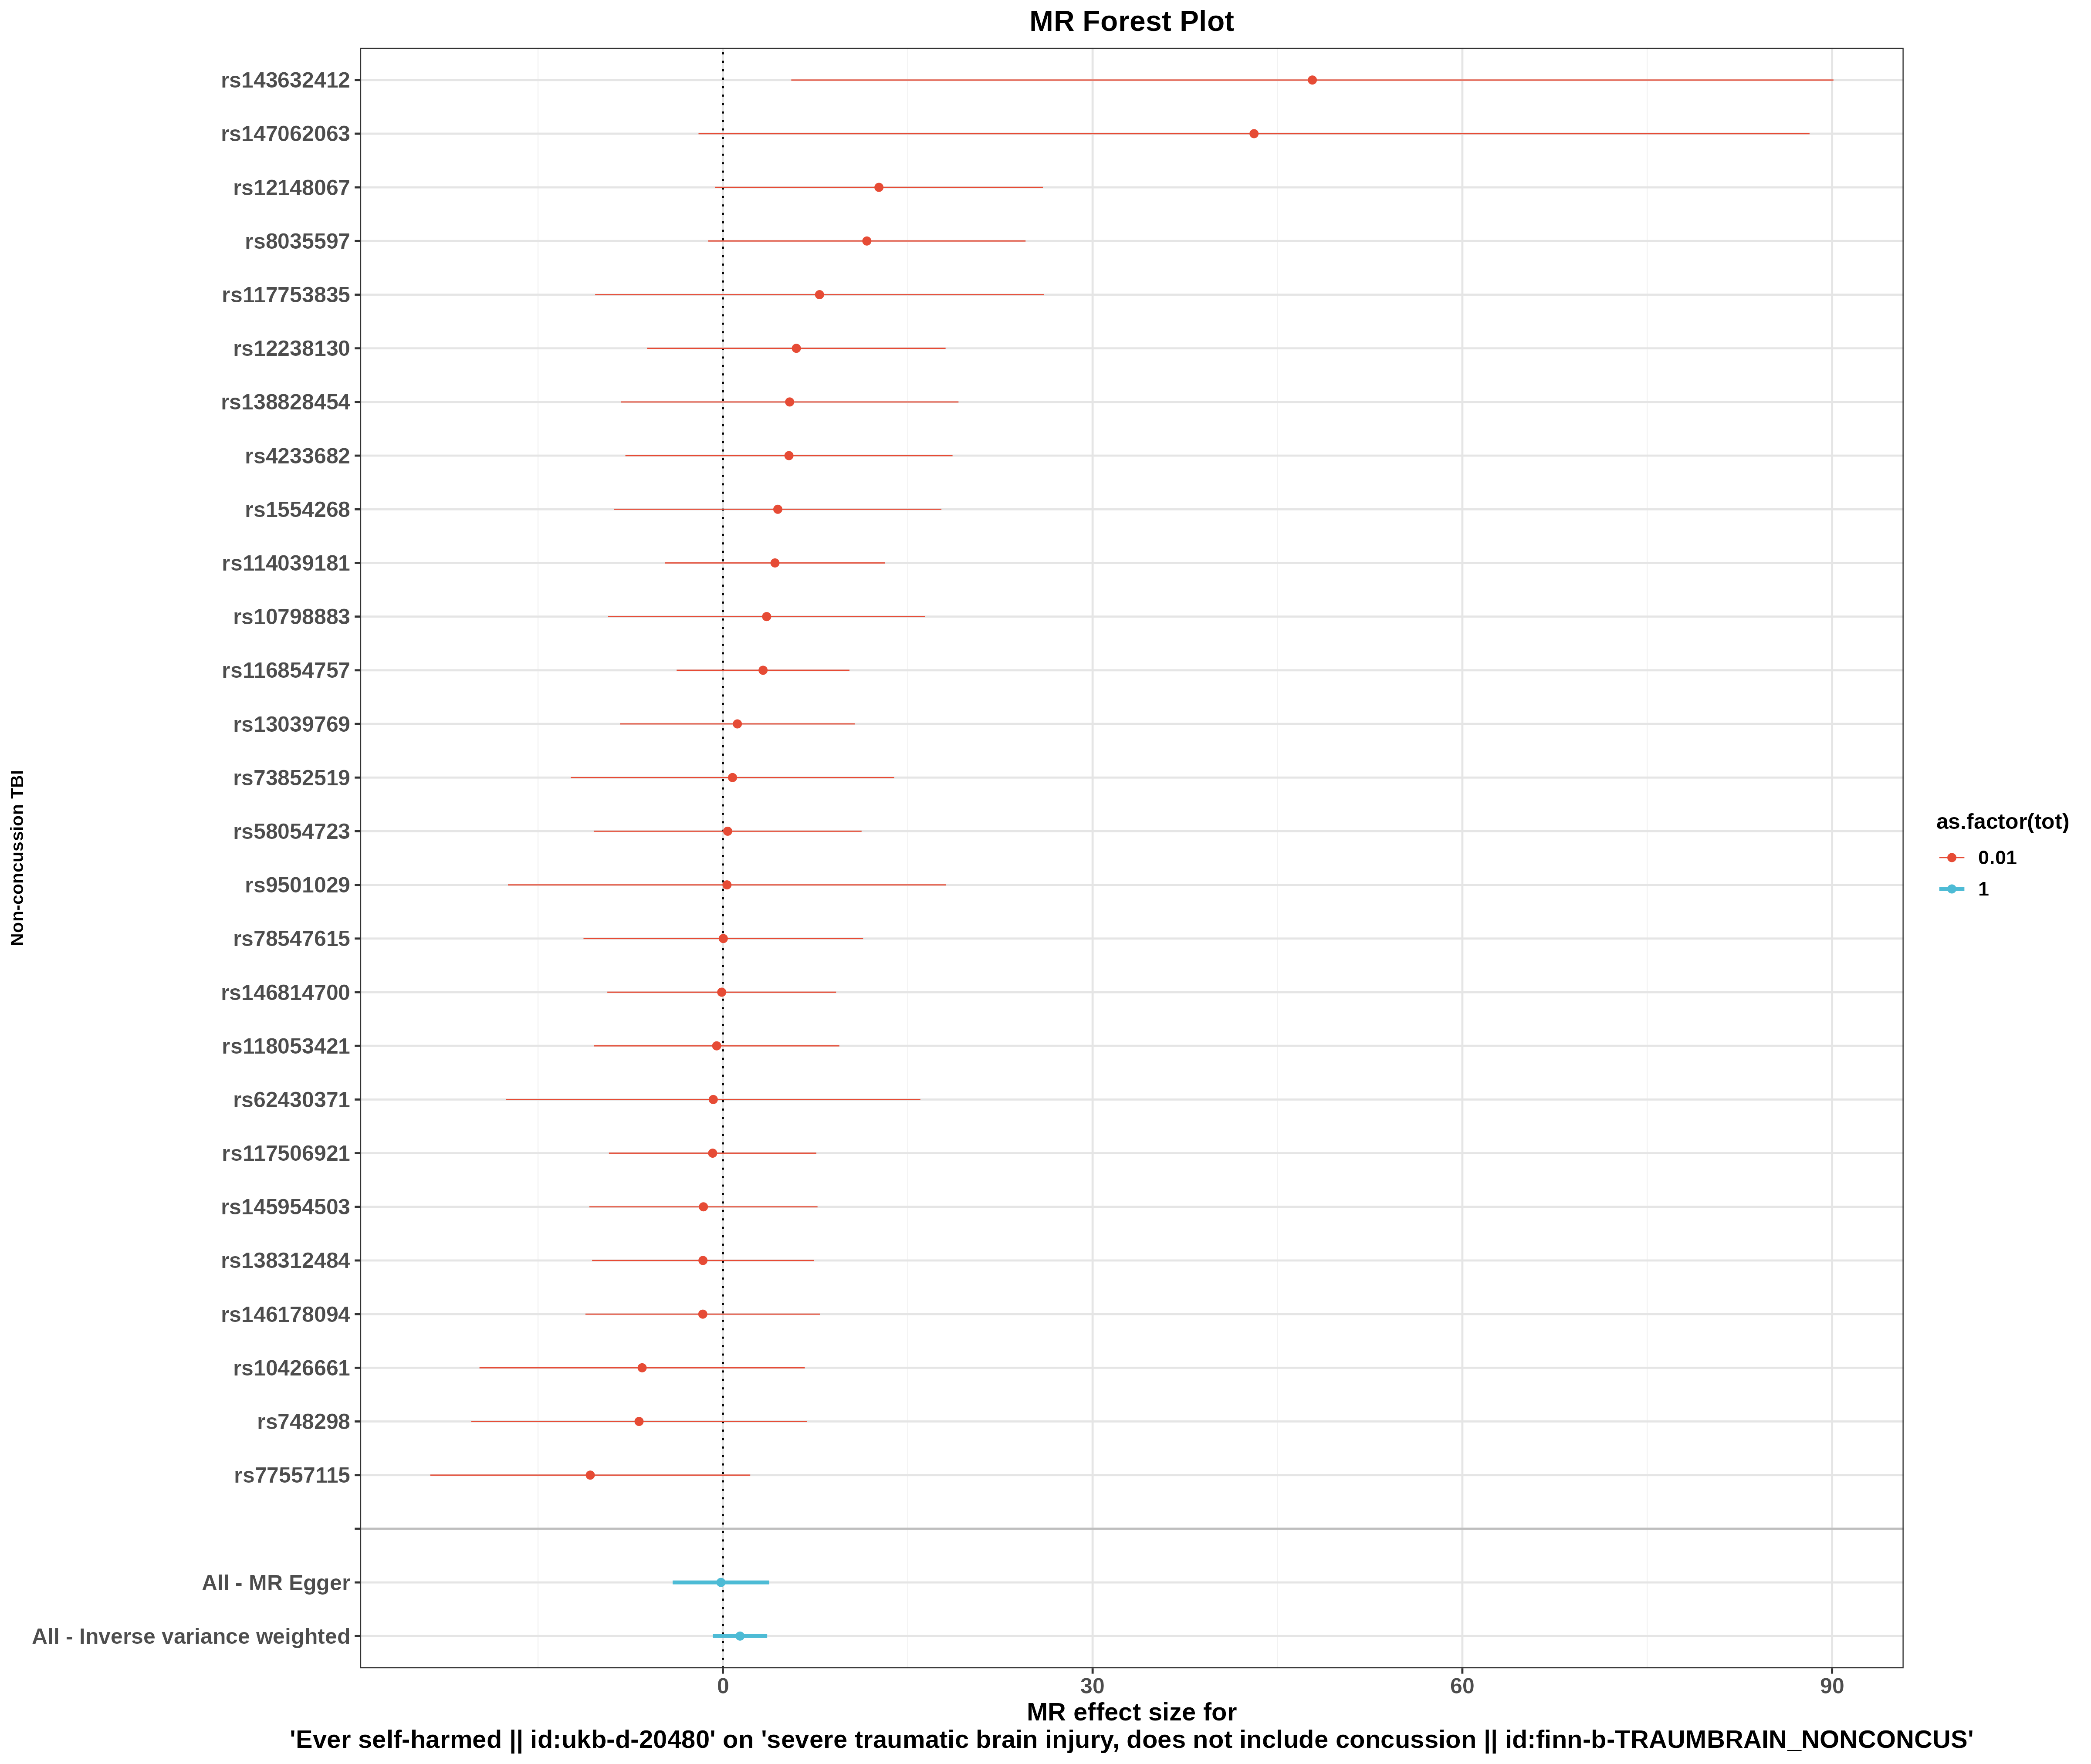 MR Forest Plot
rs143632412
rs147062063
rs12148067
rs8035597
rs117753835
rs12238130
rs138828454
rs4233682
rs1554268
rs114039181
rs10798883
rs116854757
rs13039769
rs73852519
rs58054723
rs9501029
rs78547615
rs146814700
rs118053421
rs62430371
rs117506921
rs145954503
rs138312484
rs146178094
rs10426661
rs748298
rs77557115
All - MR Egger
All - Inverse variance weighted
Non-concussion TBI
0 30 60 90
MR effect size for
'Ever self-harmed || id:ukb-d-20480' on 'severe traumatic brain injury, does not include concussion || id:finn-b-TRAUMBRAIN_NONCONCUS'
as.factor(tot)
0.01
1